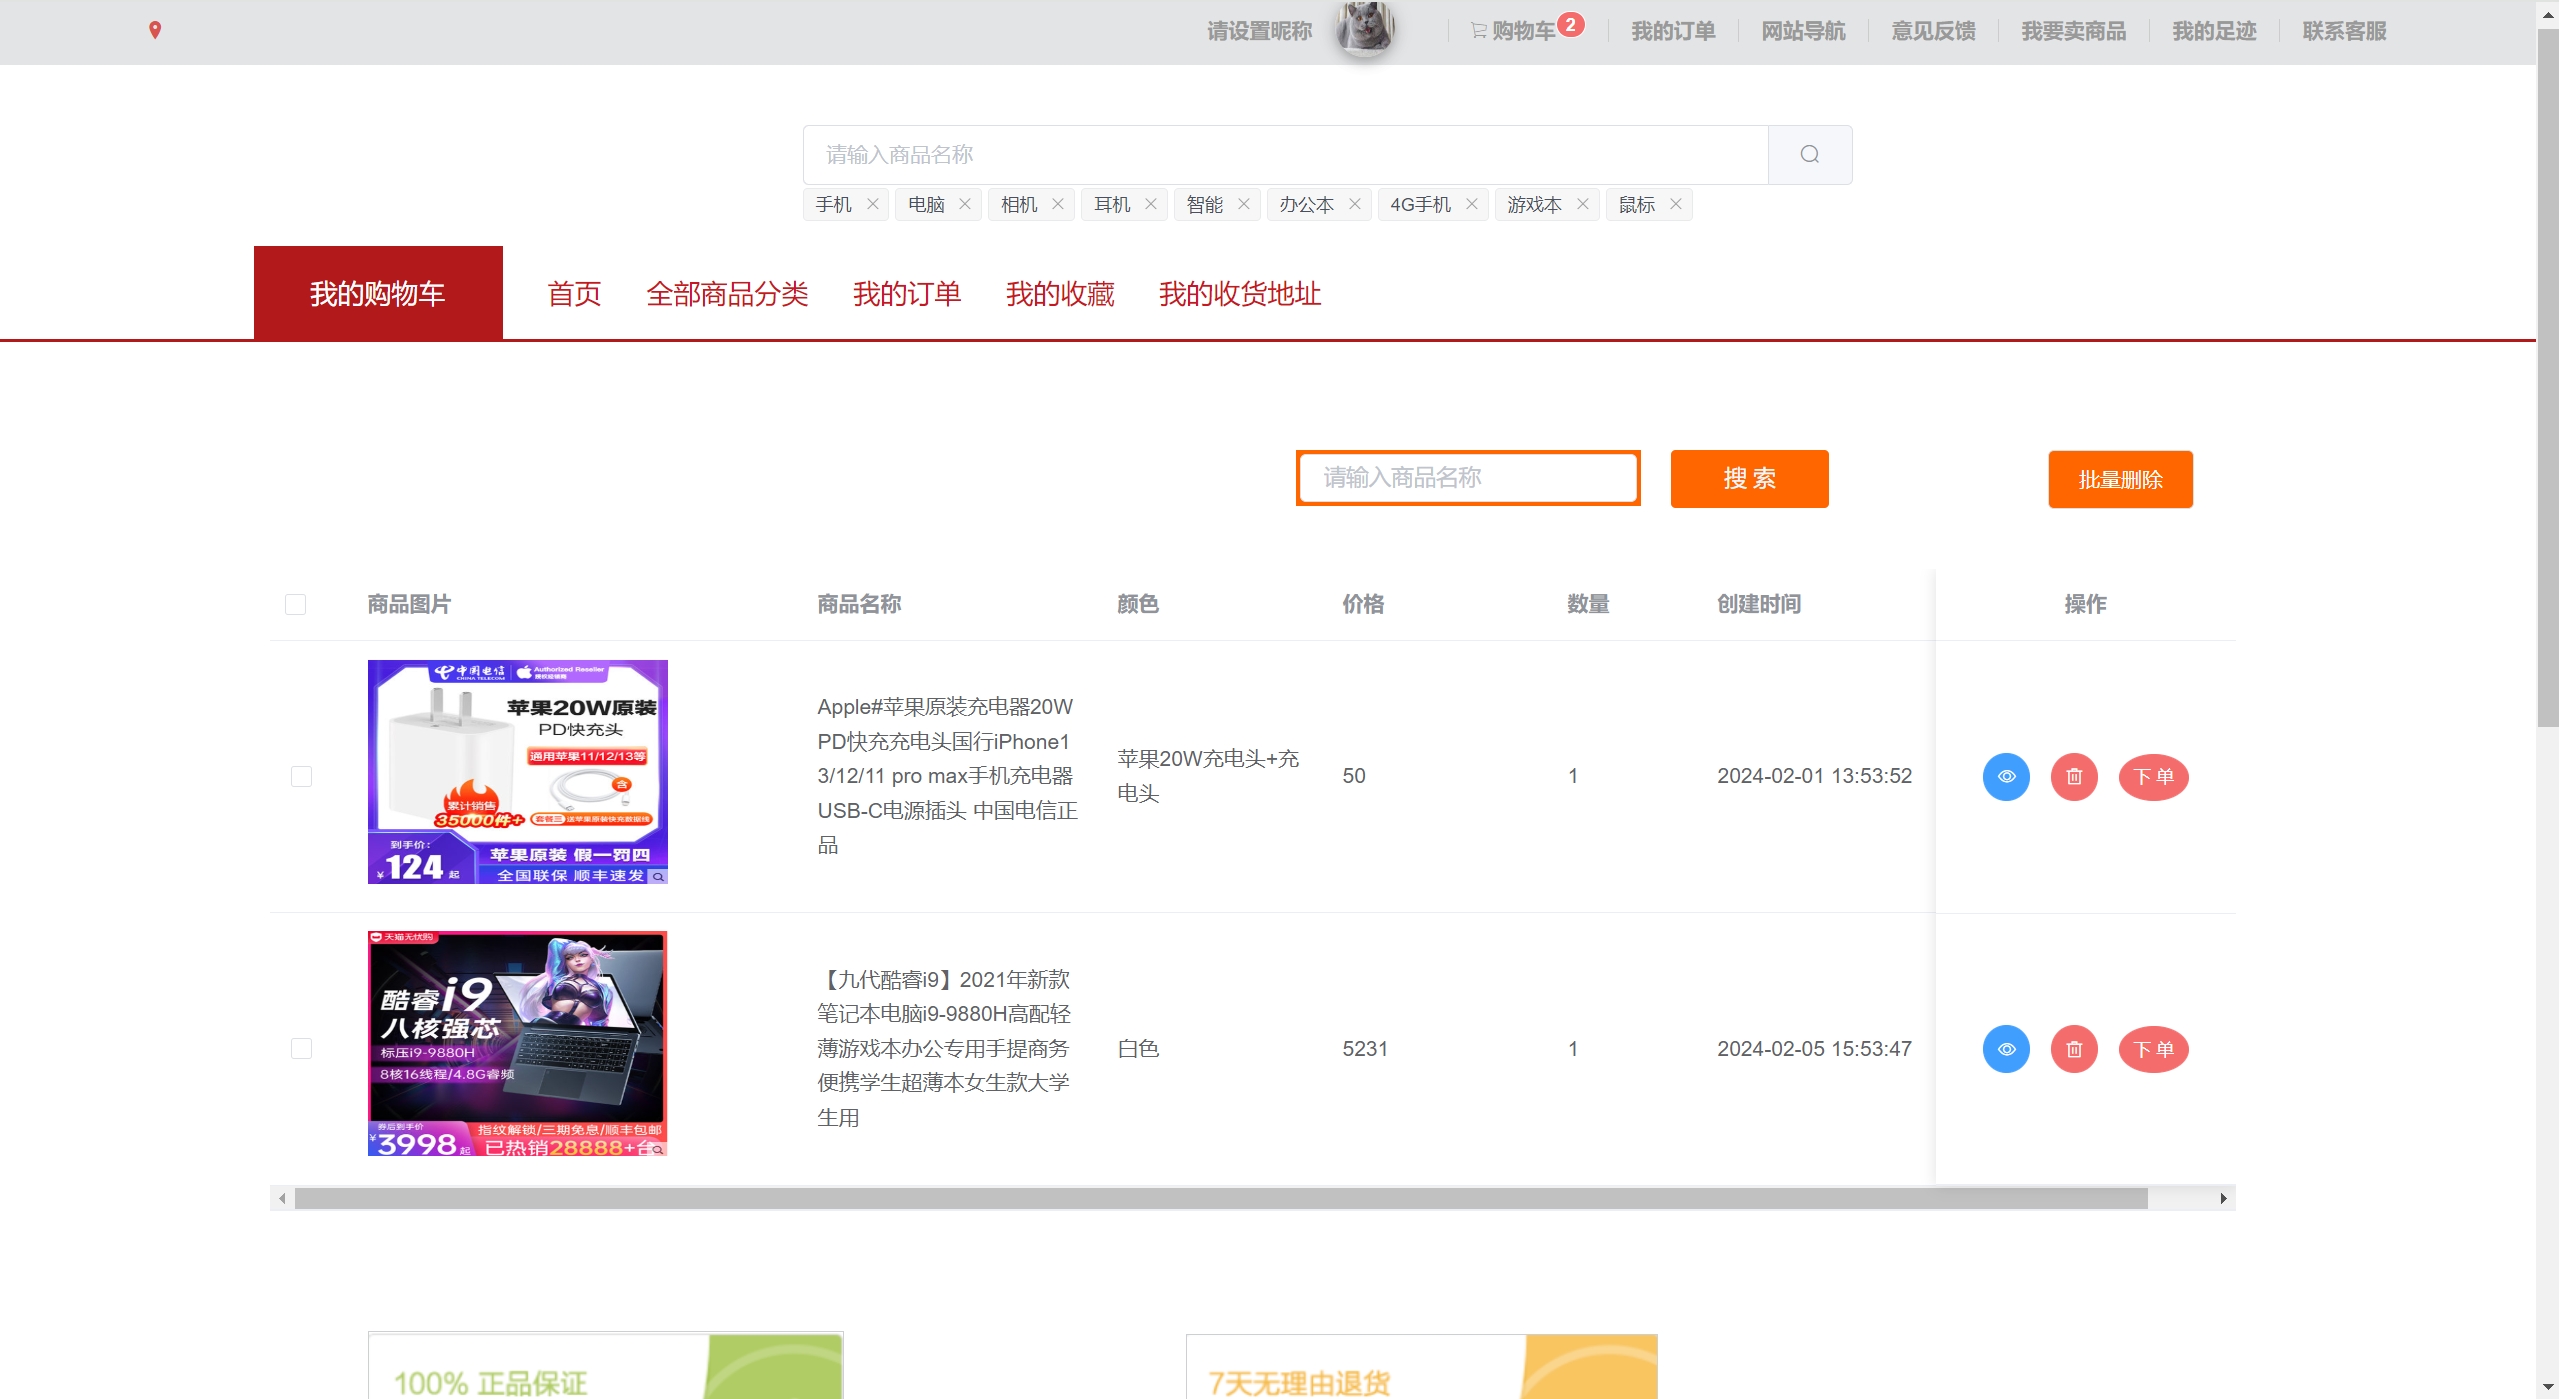 请设置昵称
购物车 2
我的订单
网站导航
意见反馈
我要卖商品
我的足迹
联系客服
请输入商品名称
手机
电脑
相机
耳机
智能
办公本
4G手机
游戏本
鼠标
我的购物车
首页
全部商品分类
我的订单
我的收藏
我的收货地址
请输入商品名称
搜 索
批量删除
商品图片
商品名称
颜色
价格
数量
创建时间
操作
中国电信
CHINA TELECOM
Authorized Reseller
授权经销商
苹果20W原装
PD快充头
通用苹果11/12/13等
含
累计销售
35000件+
套餐三 送苹果原装快充数据线
到手价:
¥124起
苹果原装 假一罚四
全国联保 顺丰速发
Apple#苹果原装充电器20W
PD快充充电头国行iPhone1
3/12/11 pro max手机充电器
USB-C电源插头 中国电信正
品
苹果20W充电头+充
电头
50
1
2024-02-01 13:53:52
下 单
天猫无忧购
酷睿i9
八核强芯
标压i9-9880H
8核16线程/4.8G睿频
券后到手价
¥3998起
指纹解锁/三期免息/顺丰包邮
已热销28888+台
【九代酷睿i9】2021年新款
笔记本电脑i9-9880H高配轻
薄游戏本办公专用手提商务
便携学生超薄本女生款大学
生用
白色
5231
1
2024-02-05 15:53:47
下 单
100% 正品保证
7天无理由退货